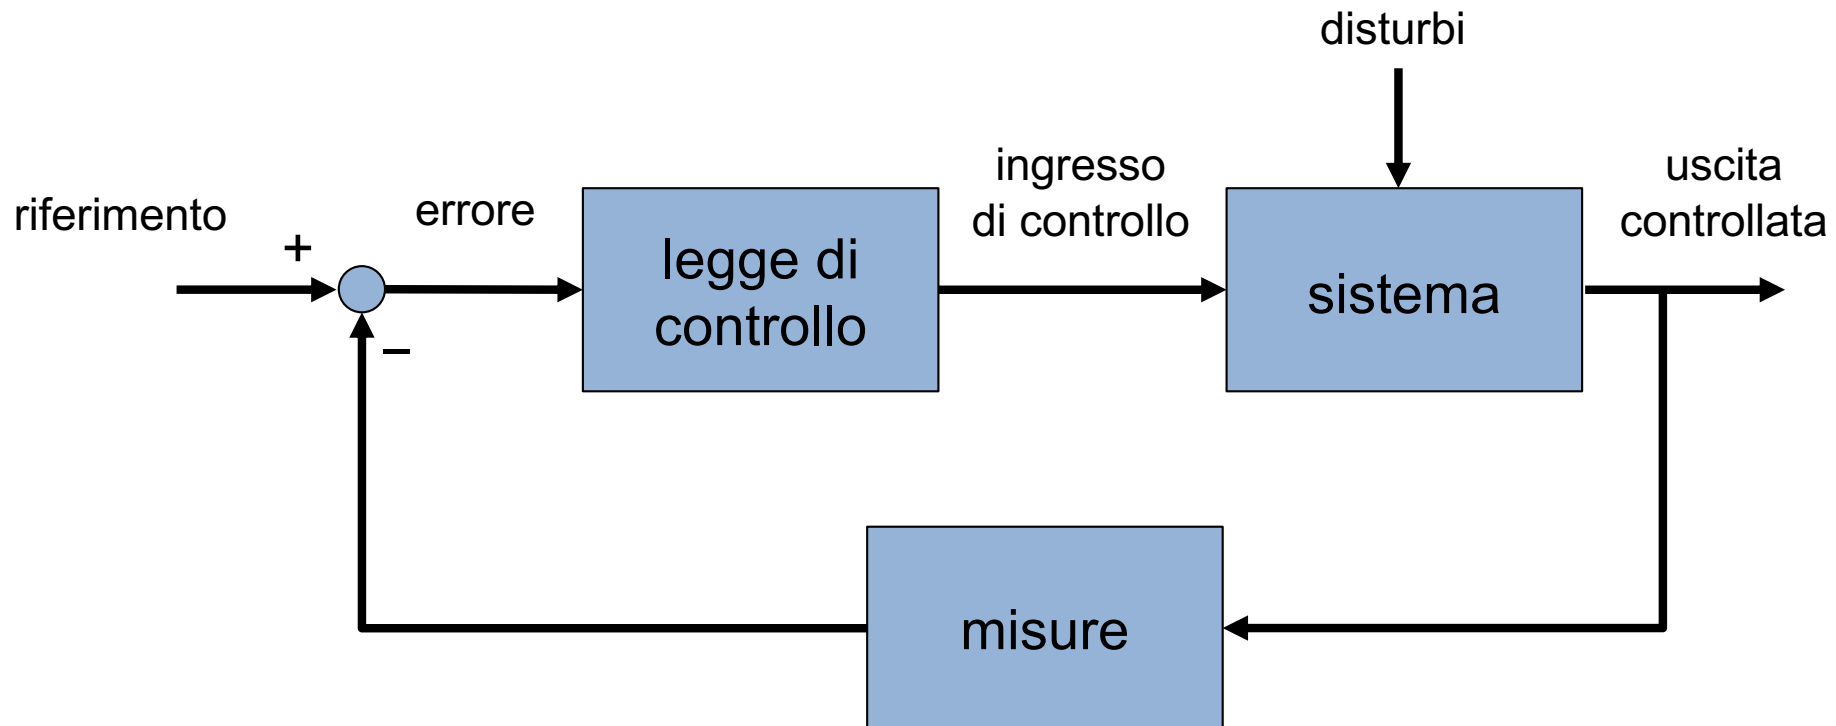 disturbi
riferimento
+
errore
legge di
controllo
ingresso
di controllo
sistema
uscita
controllata
–
misure